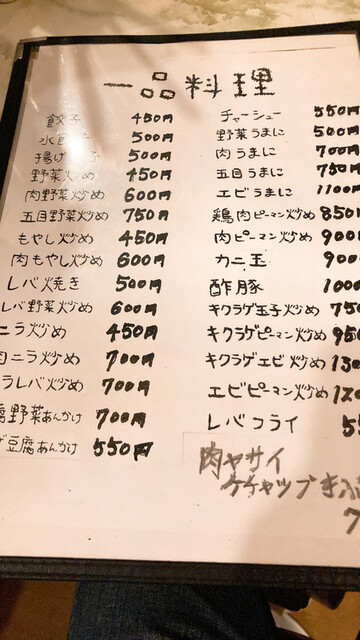 一品料理
餃子 450円
水餃子 500円
揚げ餃子 500円
野菜炒め 450円
肉野菜炒め 600円
五目野菜炒め 750円
もやし炒め 450円
肉もやし炒め 600円
レバ焼き 500円
レバ野菜炒め 600円
ニラ炒め 450円
肉ニラ炒め 700円
ラレバ炒め 700円
野菜あんかけ 700円
豆腐あんかけ 550円
チャーシュー 550円
野菜うまに 500円
肉うまに 700円
五目うまに 750円
エビうまに 1100円
鶏肉ピーマン炒め 850円
肉ピーマン炒め 900
カニ玉 900
酢豚 1000
キクラゲ玉子炒め 750
キクラゲピーマン炒め 950
キクラゲエビ炒め 130
エビピーマン炒め 120
レバフライ 55
肉ヤサイ
ケチャップ
7